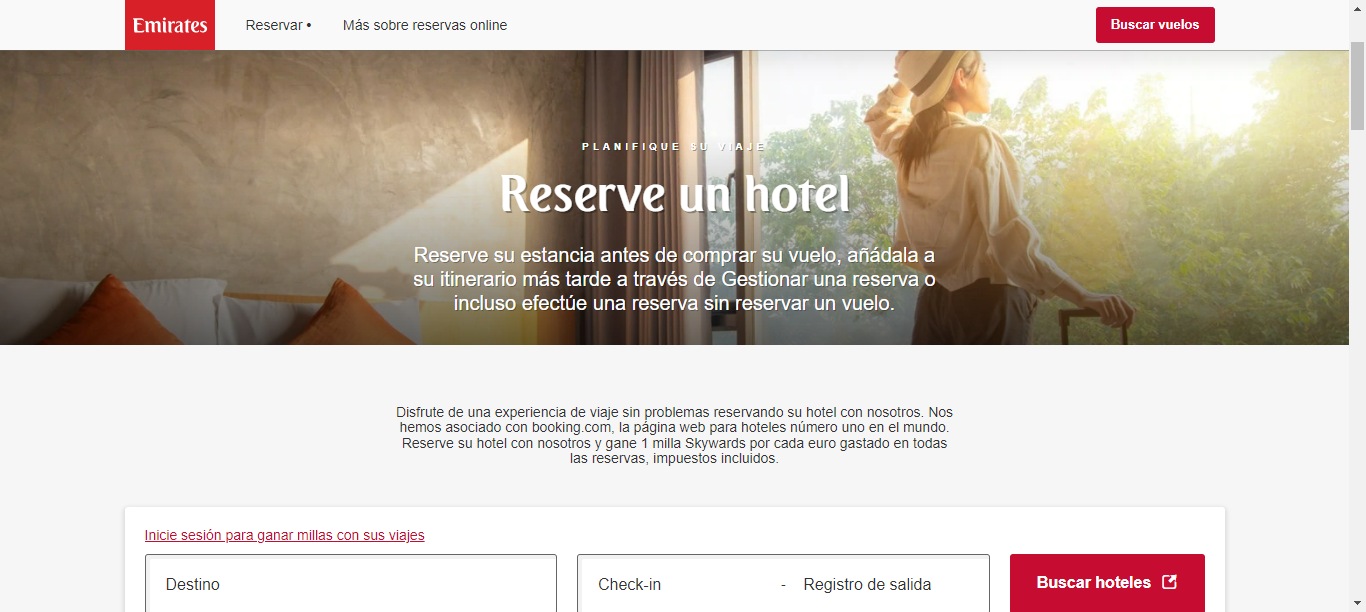 Emirates
Reservar •
Más sobre reservas online
Buscar vuelos
PLANIFIQUE SU VIAJE
Reserve un hotel
Reserve su estancia antes de comprar su vuelo, añádala a
su itinerario más tarde a través de Gestionar una reserva o
incluso efectúe una reserva sin reservar un vuelo.
Disfrute de una experiencia de viaje sin problemas reservando su hotel con nosotros. Nos
hemos asociado con booking.com, la página web para hoteles número uno en el mundo.
Reserve su hotel con nosotros y gane 1 milla Skywards por cada euro gastado en todas
las reservas, impuestos incluidos.
Inicie sesión para ganar millas con sus viajes
Destino
Check-in - Registro de salida
Buscar hoteles